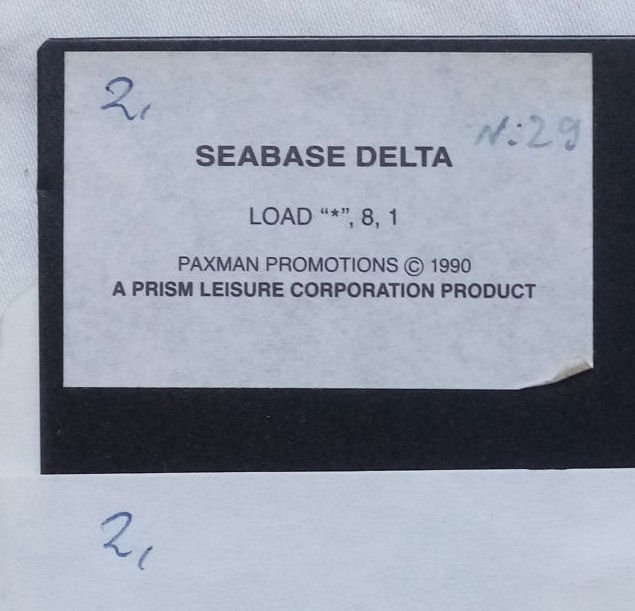 2,
N:29
SEABASE DELTA
LOAD “*”, 8, 1
PAXMAN PROMOTIONS © 1990
A PRISM LEISURE CORPORATION PRODUCT
2,